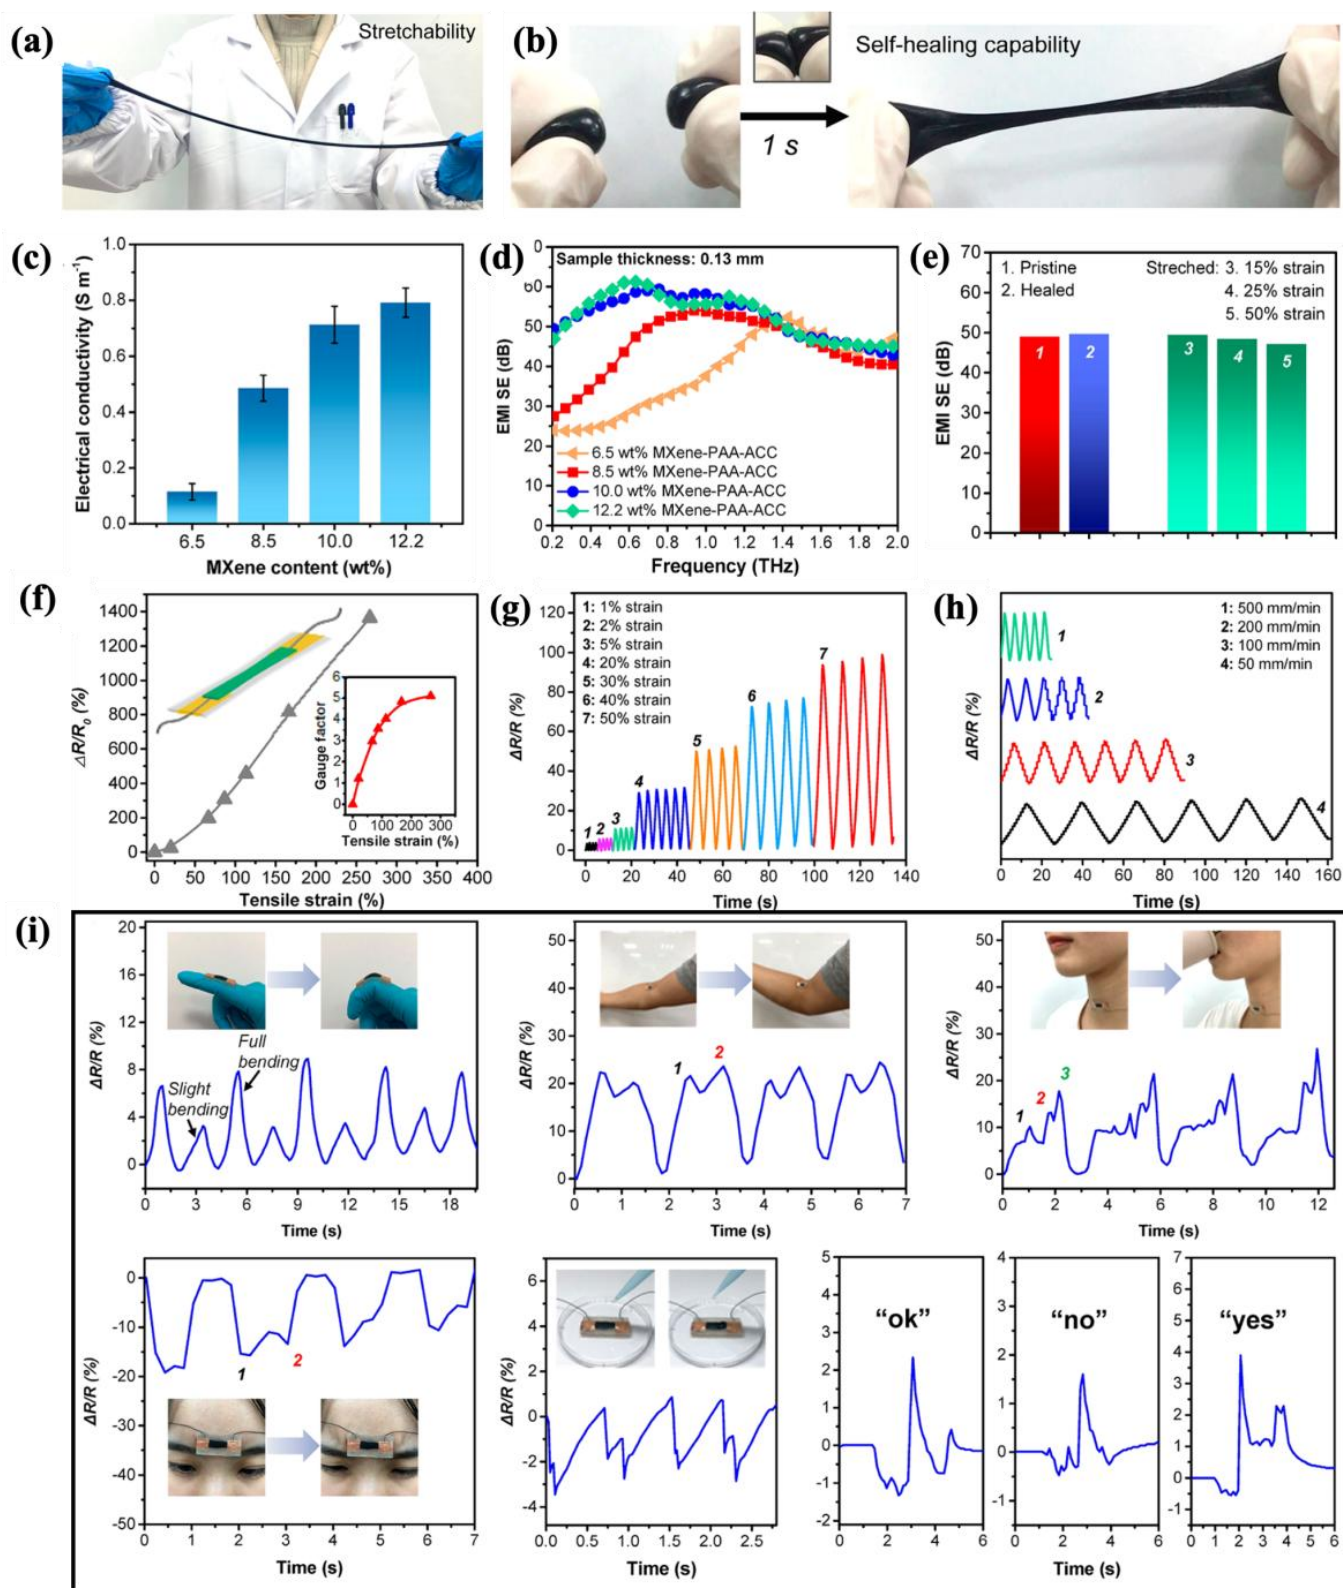 (a)
Stretchability
(b)
1 s
Self-healing capability
(c)
Electrical conductivity (S m⁻¹)
1.0
0.8
0.6
0.4
0.2
0.0
6.5
8.5
10.0
12.2
MXene content (wt%)
(d)
Sample thickness: 0.13 mm
EMI SE (dB)
0
60
50
40
30
20
10
0
6.5 wt% MXene-PAA-ACC
8.5 wt% MXene-PAA-ACC
10.0 wt% MXene-PAA-ACC
12.2 wt% MXene-PAA-ACC
0.2 0.4 0.6 0.8 1.0 1.2 1.4 1.6 1.8 2.0
Frequency (THz)
(e)
EMI SE (dB)
70
60
50
40
30
20
10
0
1. Pristine
2. Healed
Streched: 3. 15% strain
4. 25% strain
5. 50% strain
1 2 3 4 5
(f)
ΔR/R₀ (%)
1400
1200
1000
800
600
400
200
0
0 50 100 150 200 250 300 350 400
Tensile strain (%)
Gauge factor
6
5
4
3
2
1
0
0 100 200 300
Tensile strain (%)
(g)
ΔR/R (%)
120
100
80
60
40
20
0
1: 1% strain
2: 2% strain
3: 5% strain
4: 20% strain
5: 30% strain
6: 40% strain
7: 50% strain
1 2 3 4 5 6 7
0 20 40 60 80 100 120 140
Time (s)
(h)
ΔR/R (%)
1: 500 mm/min
2: 200 mm/min
3: 100 mm/min
4: 50 mm/min
1
2
3
4
0 20 40 60 80 100 120 140 160
Time (s)
(i)
ΔR/R (%)
20
16
12
8
4
0
Slight
bending
Full
bending
0 3 6 9 12 15 18
Time (s)
ΔR/R (%)
50
40
30
20
10
0
1 2
0 1 2 3 4 5 6 7
Time (s)
ΔR/R (%)
50
40
30
20
10
0
1 2 3
0 2 4 6 8 10 12
Time (s)
ΔR/R (%)
0
-10
-20
-30
-40
-50
1 2
0 1 2 3 4 5 6 7
Time (s)
ΔR/R (%)
6
4
2
0
-2
-4
0.0 0.5 1.0 1.5 2.0 2.5
Time (s)
5
4
3
2
1
0
-1
-2
“ok”
0 2 4 6
Time (s)
4
3
2
1
0
-1
“no”
0 2 4 6
Time (s)
7
6
5
4
3
2
1
0
-1
“yes”
0 1 2 3 4 5 6
Time (s)